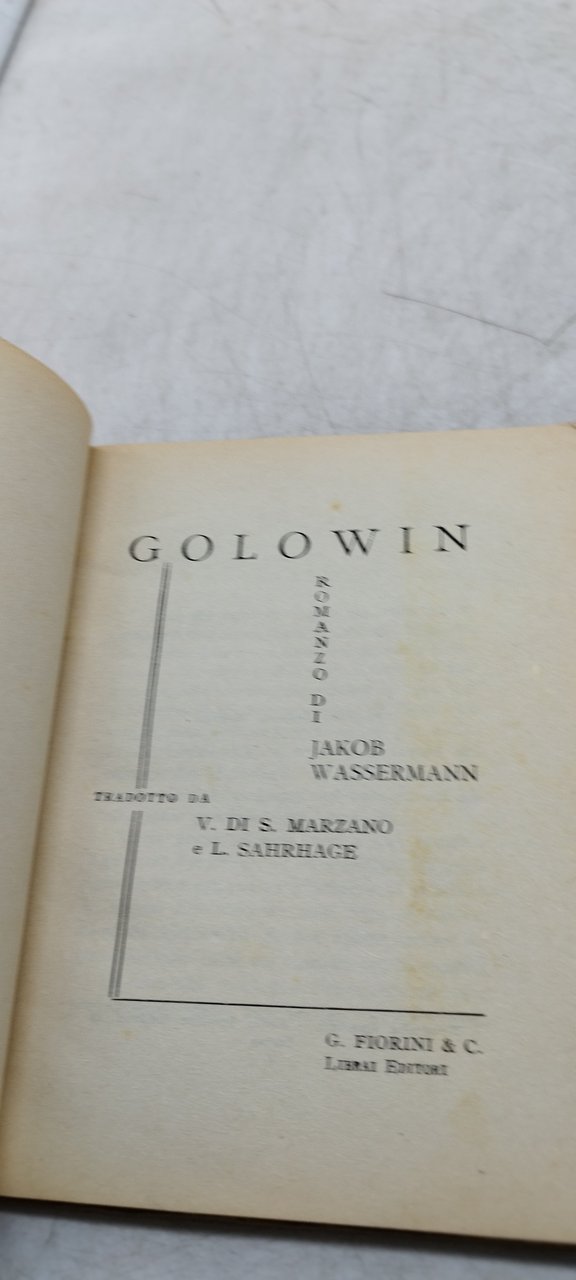 GOLOWIN
ROMANZO DI
JAKOB
WASSERMANN
TRADOTTO DA
V. DI S. MARZANO
e L. SAHRHAGE
G. FIORINI & C.
LIBRAI EDITORI